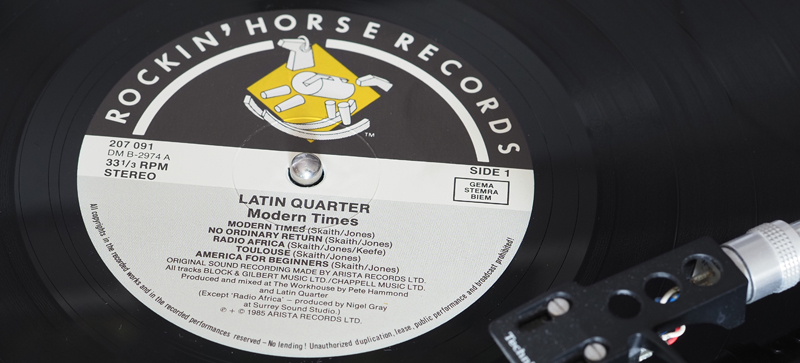 ROCKIN' HORSE RECORDS
TM
207 091
DM B-2974 A
33 1/3 RPM
STEREO
SIDE 1
GEMA
STEMRA
BIEM
LATIN QUARTER
Modern Times
MODERN TIMES (Skaith/Jones)
NO ORDINARY RETURN (Skaith/Jones)
RADIO AFRICA (Skaith/Jones/Keefe)
TOULOUSE (Skaith/Jones)
AMERICA FOR BEGINNERS (Skaith/Jones)
ORIGINAL SOUND RECORDING MADE BY ARISTA RECORDS LTD.
All tracks BLOCK & GILBERT MUSIC LTD./CHAPPELL MUSIC LTD.
Produced and mixed at The Workhouse by Pete Hammond
and Latin Quarter
(Except 'Radio Africa' – produced by Nigel Gray
at Surrey Sound Studio.)
℗ + © 1985 ARISTA RECORDS LTD.
All copyrights in the recorded works and in the recorded performances reserved – No lending! Unauthorized duplication, lease, public performance and broadcast prohibited!